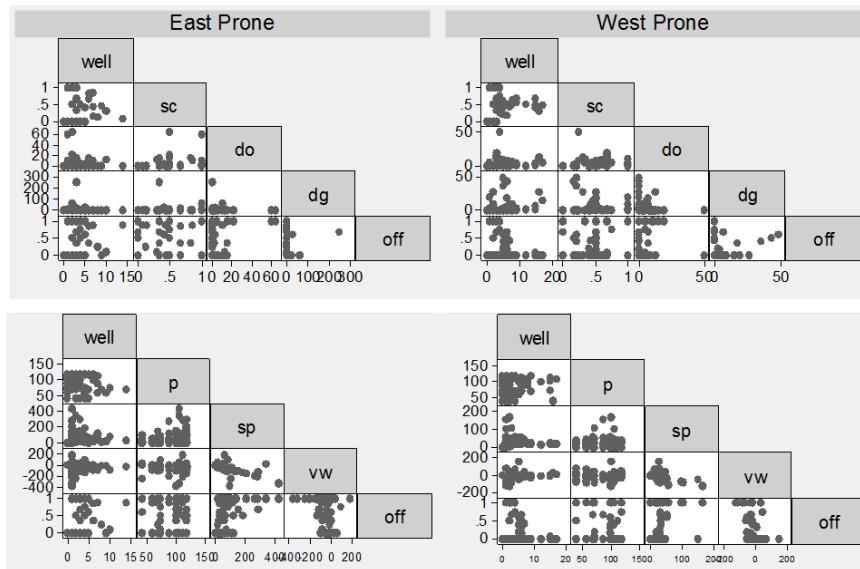 East Prone West Prone
well well
1
.5
0 sc 1
.5
0 sc
60
40
20
0 do 50
0 do
300
200
100
0 dg 50
0 dg
1
.5
0 off 1
.5
0 off
0 5 10 15 0 .5 1 0 20 40 60 0 100 200 300 0 10 20 0 .5 1 0 50 0 50
well well
150
100
50 p 150
100
50 p
400
200
0 sp 200
100
0 sp
200
0
-200
-400 vw 200
0
-200 vw
1
.5
0 off 1
.5
0 off
0 5 10 15 50 100 150 0 200 400 -400 -200 0 200 0 10 20 50 100 150 0 100 200 -200 0 200